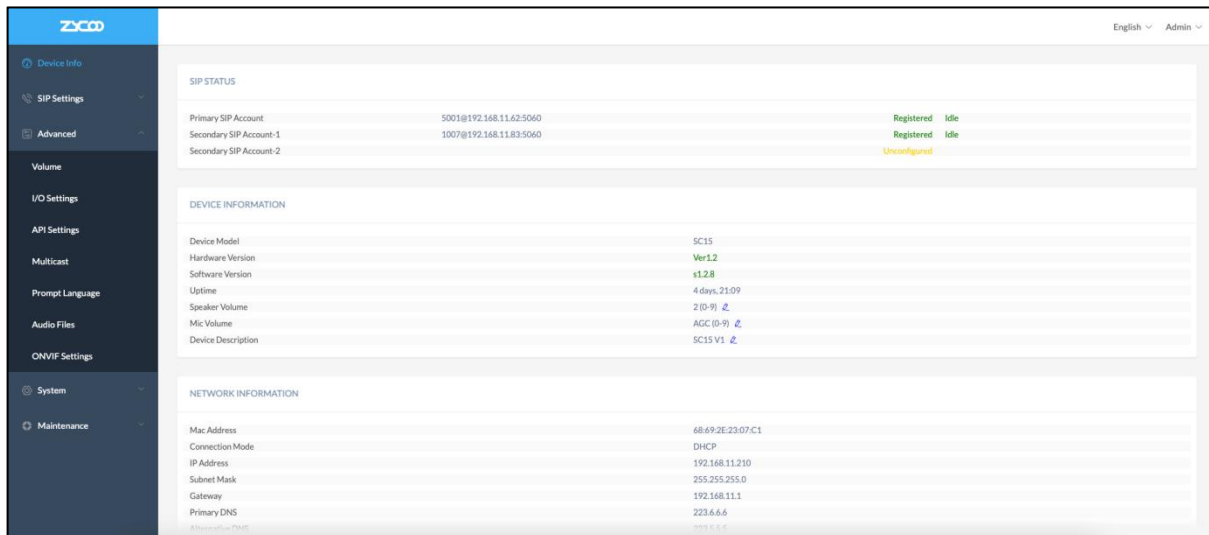 ZYCOO
English Admin
Device Info
SIP Settings
Advanced
Volume
I/O Settings
API Settings
Multicast
Prompt Language
Audio Files
ONVIF Settings
System
Maintenance
SIP STATUS
Primary SIP Account 5001@192.168.11.62:5060 Registered Idle
Secondary SIP Account-1 1007@192.168.11.83:5060 Registered Idle
Secondary SIP Account-2 Unconfigured
DEVICE INFORMATION
Device Model SC15
Hardware Version Ver1.2
Software Version s1.2.8
Uptime 4 days, 21:09
Speaker Volume 2 (0-9)
Mic Volume AGC (0-9)
Device Description SC15 V1
NETWORK INFORMATION
Mac Address 68:69:2E:23:07:C1
Connection Mode DHCP
IP Address 192.168.11.210
Subnet Mask 255.255.255.0
Gateway 192.168.11.1
Primary DNS 223.6.6.6
Alternative DNS 223.5.5.5